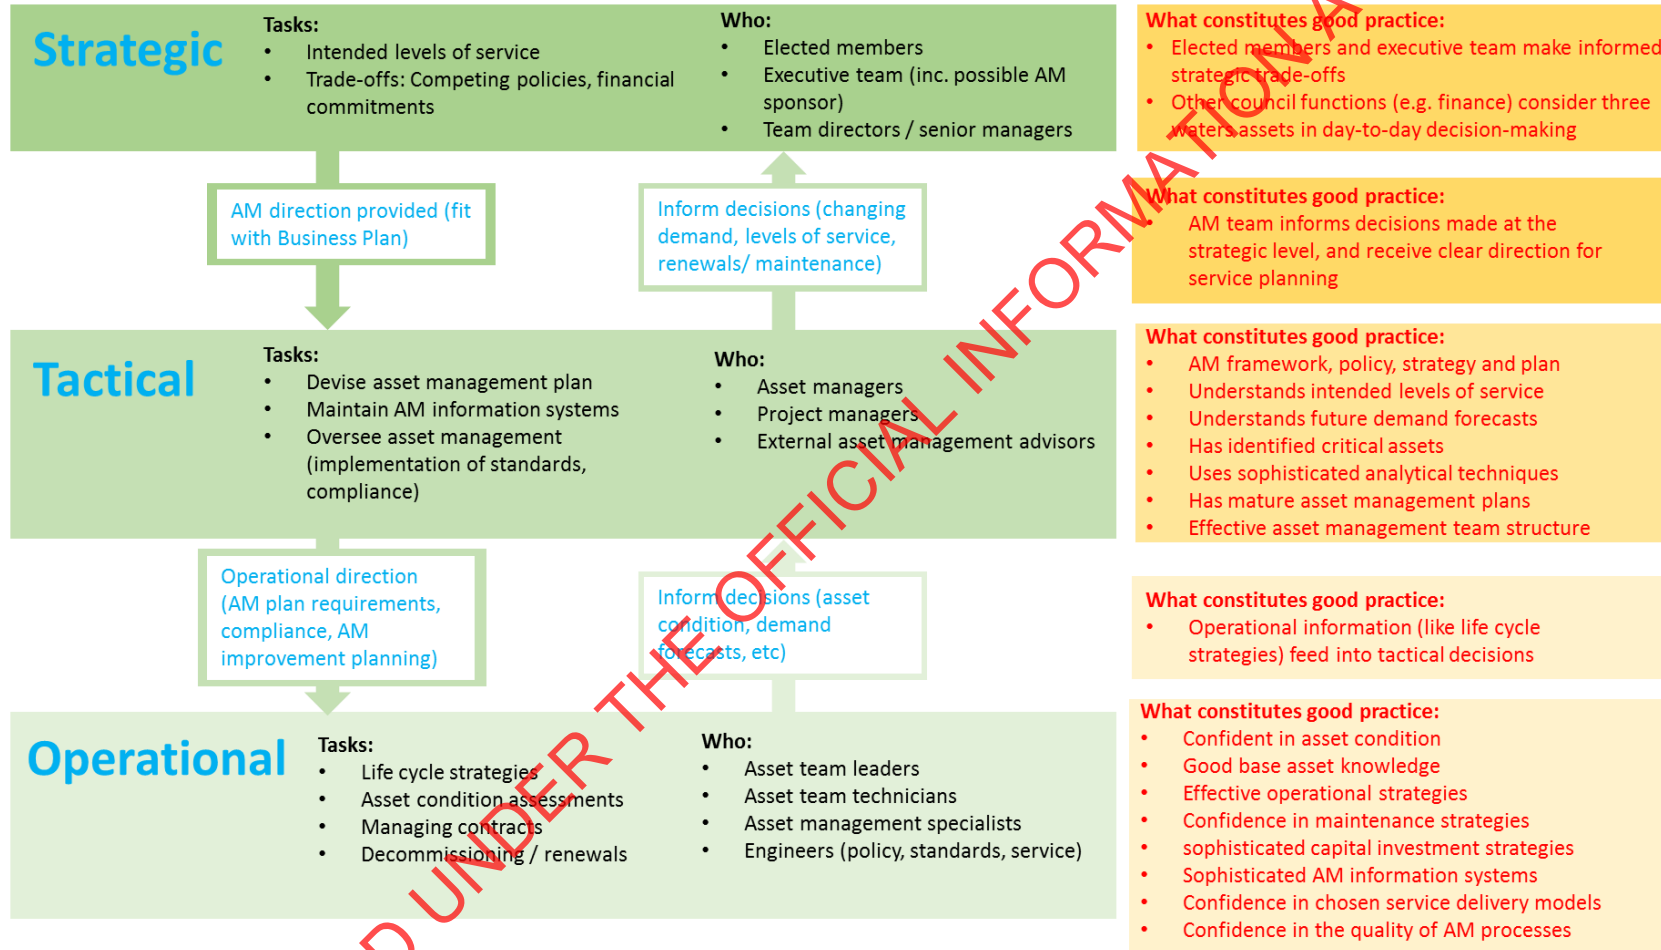 Strategic
Tasks:
• Intended levels of service
• Trade-offs: Competing policies, financial
commitments
Who:
• Elected members
• Executive team (inc. possible AM
sponsor)
• Team directors / senior managers
What constitutes good practice:
• Elected members and executive team make informed
strategic trade-offs
• Other council functions (e.g. finance) consider three
waters assets in day-to-day decision-making
AM direction provided (fit
with Business Plan)
Inform decisions (changing
demand, levels of service,
renewals/ maintenance)
What constitutes good practice:
• AM team informs decisions made at the
strategic level, and receive clear direction for
service planning
Tactical
Tasks:
• Devise asset management plan
• Maintain AM information systems
• Oversee asset management
(implementation of standards,
compliance)
Who:
• Asset managers
• Project managers
• External asset management advisors
What constitutes good practice:
• AM framework, policy, strategy and plan
• Understands intended levels of service
• Understands future demand forecasts
• Has identified critical assets
• Uses sophisticated analytical techniques
• Has mature asset management plans
• Effective asset management team structure
Operational direction
(AM plan requirements,
compliance, AM
improvement planning)
Inform decisions (asset
condition, demand
forecasts, etc)
What constitutes good practice:
• Operational information (like life cycle
strategies) feed into tactical decisions
Operational
Tasks:
• Life cycle strategies
• Asset condition assessments
• Managing contracts
• Decommissioning / renewals
Who:
• Asset team leaders
• Asset team technicians
• Asset management specialists
• Engineers (policy, standards, service)
What constitutes good practice:
• Confident in asset condition
• Good base asset knowledge
• Effective operational strategies
• Confidence in maintenance strategies
• sophisticated capital investment strategies
• Sophisticated AM information systems
• Confidence in chosen service delivery models
• Confidence in the quality of AM processes
D UNDER THE OFFICIAL INFORMATION A